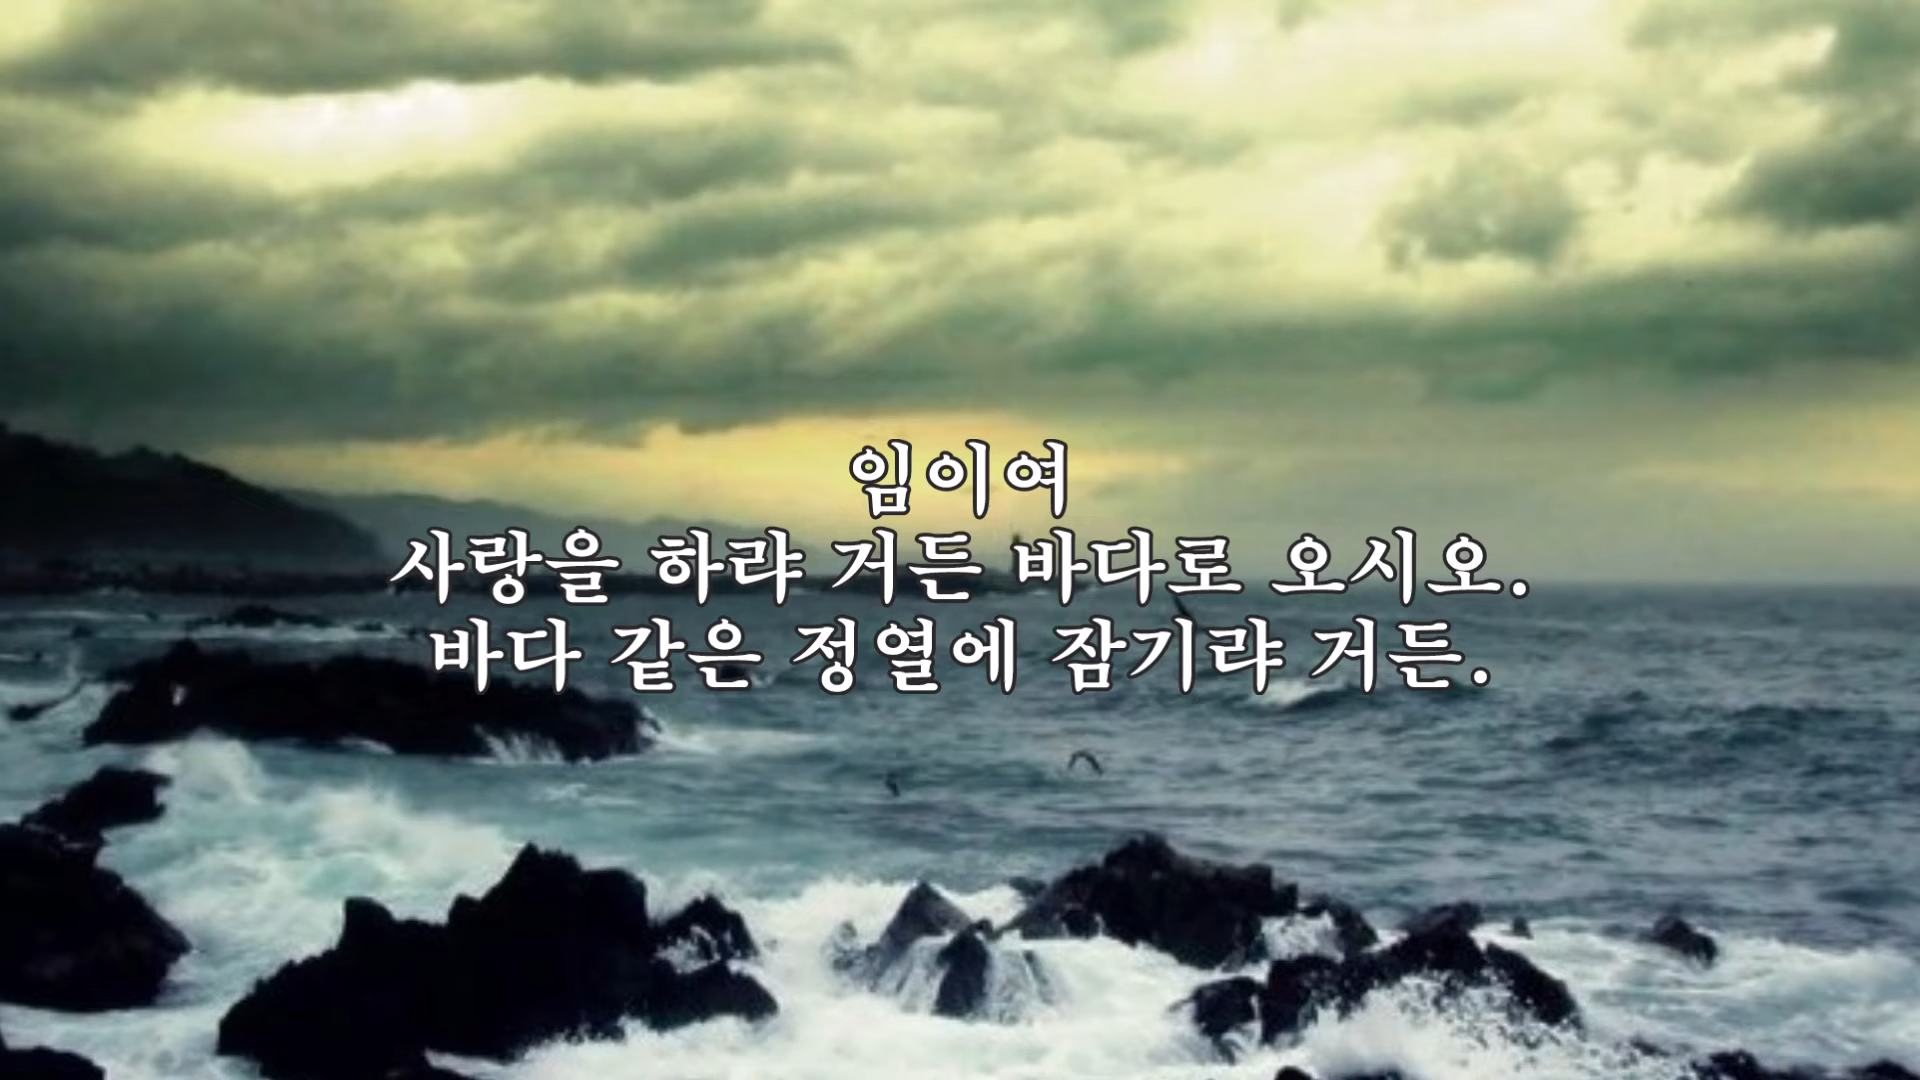 임이여
사랑을 하랴 거든 바다로 오시오.
바다 같은 정열에 잠기랴 거든.